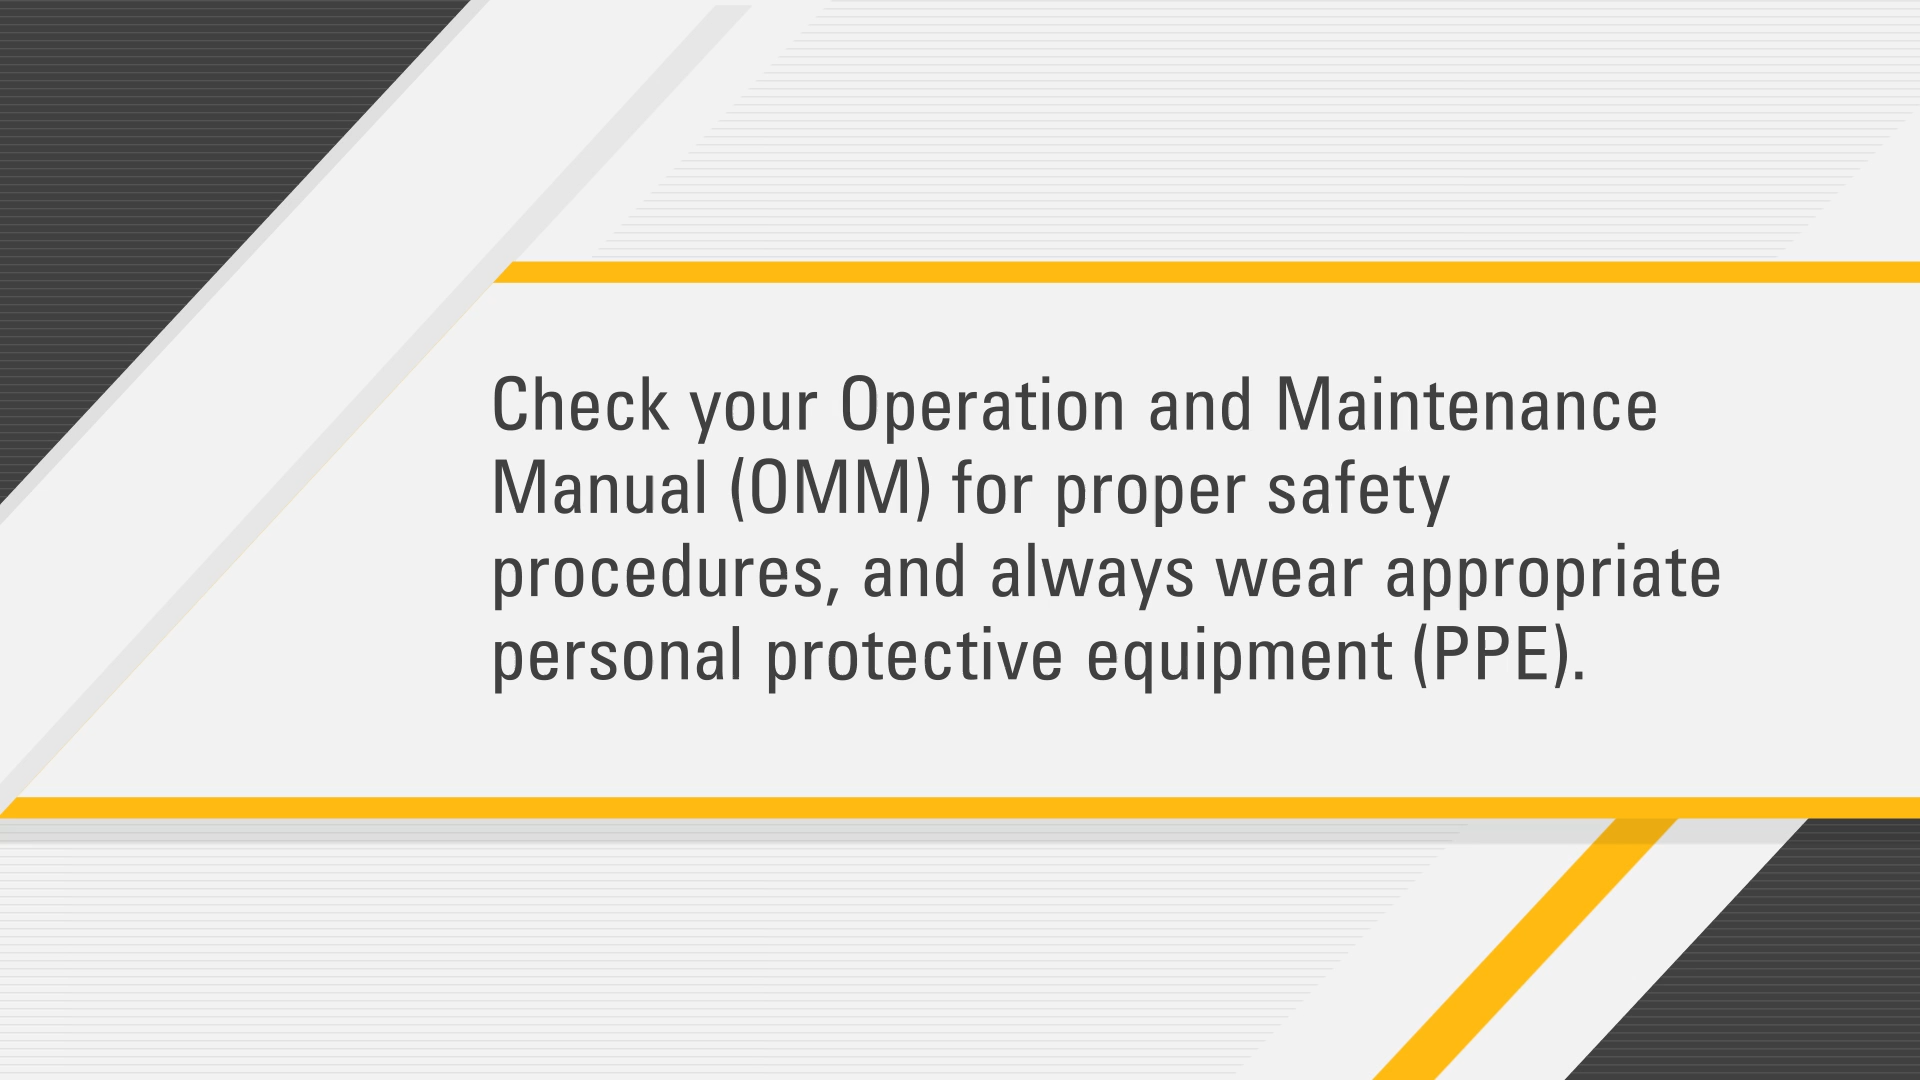 Check your Operation and Maintenance
Manual (OMM) for proper safety
procedures, and always wear appropriate
personal protective equipment (PPE).